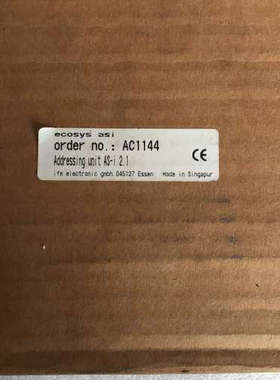 ecosys asi
order no.: AC1144
Addressing unit AS-i 2.1
ifm electronic gmbh D45127 Essen Made in Singapur
CE